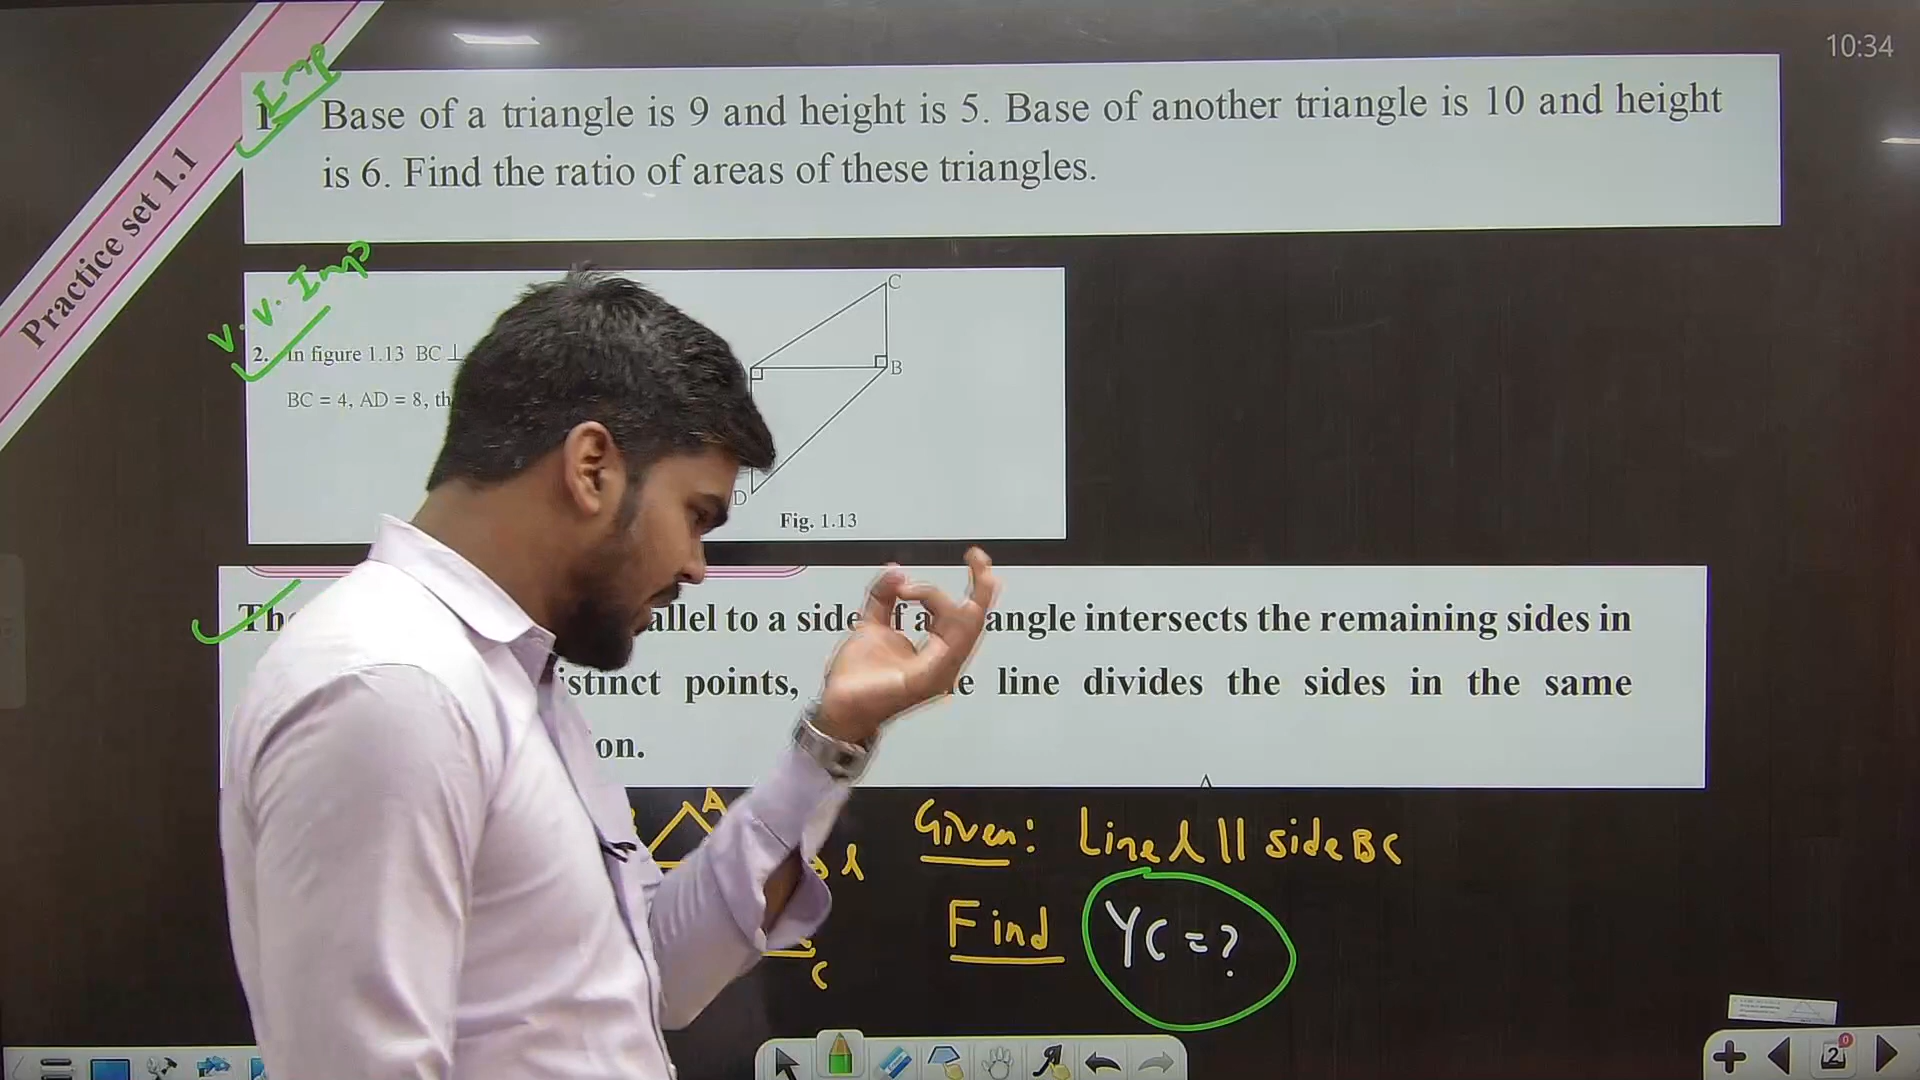 10:34
Imp
Practice set 1.1
1. Base of a triangle is 9 and height is 5. Base of another triangle is 10 and height
is 6. Find the ratio of areas of these triangles.
V. V. Imp
2. In figure 1.13 BC ⊥
BC = 4, AD = 8, th
C
B
D
Fig. 1.13
allel to a side angle intersects the remaining sides in
istinct points, line divides the sides in the same
on.
A
A
l
C
Given: Line l || side BC
Find YC = ?
2
0